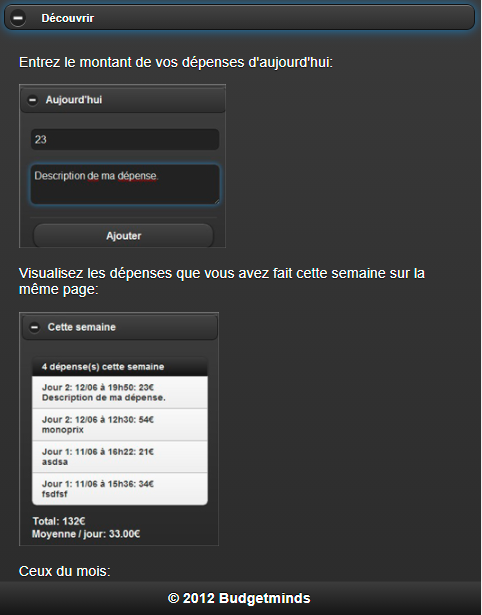 Découvrir
Entrez le montant de vos dépenses d'aujourd'hui:
Aujourd'hui
23
Description de ma dépense.
Ajouter
Visualisez les dépenses que vous avez fait cette semaine sur la
même page:
Cette semaine
4 dépense(s) cette semaine
Jour 2: 12/06 à 19h50: 23€
Description de ma dépense.
Jour 2: 12/06 à 12h30: 54€
monoprix
Jour 1: 11/06 à 16h22: 21€
asdsa
Jour 1: 11/06 à 15h36: 34€
fsdfsf
Total: 132€
Moyenne / jour: 33.00€
Ceux du mois:
© 2012 Budgetminds